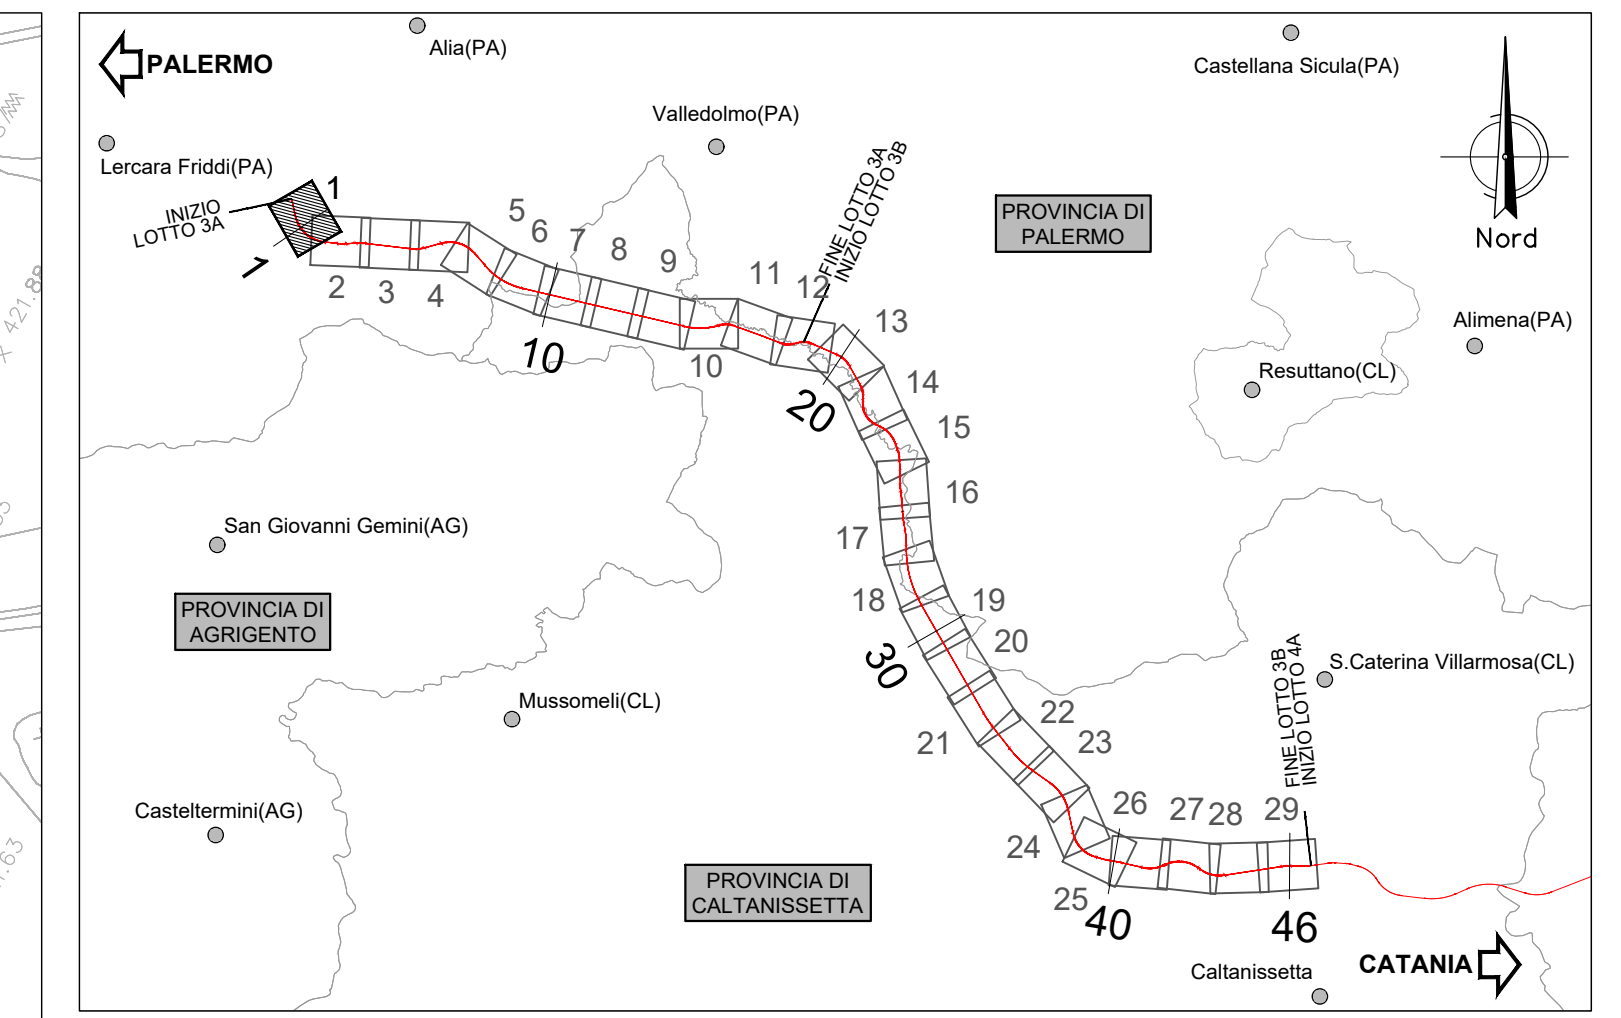 PALERMO
Alia(PA)
Castellana Sicula(PA)
Valledolmo(PA)
Lercara Friddi(PA)
INIZIO
LOTTO 3A
1
1
2
3
4
5
6
7
8
9
10
10
11
12
FINE LOTTO 3A
INIZIO LOTTO 3B
PROVINCIA DI
PALERMO
Nord
13
14
15
20
Alimena(PA)
Resuttano(CL)
San Giovanni Gemini(AG)
16
17
PROVINCIA DI
AGRIGENTO
18
19
20
30
S.Caterina Villarmosa(CL)
Mussomeli(CL)
21
22
23
FINE LOTTO 3B
INIZIO LOTTO 4A
Casteltermini(AG)
24
25
26
27
28
29
PROVINCIA DI
CALTANISSETTA
40
46
Caltanissetta
CATANIA
421.88